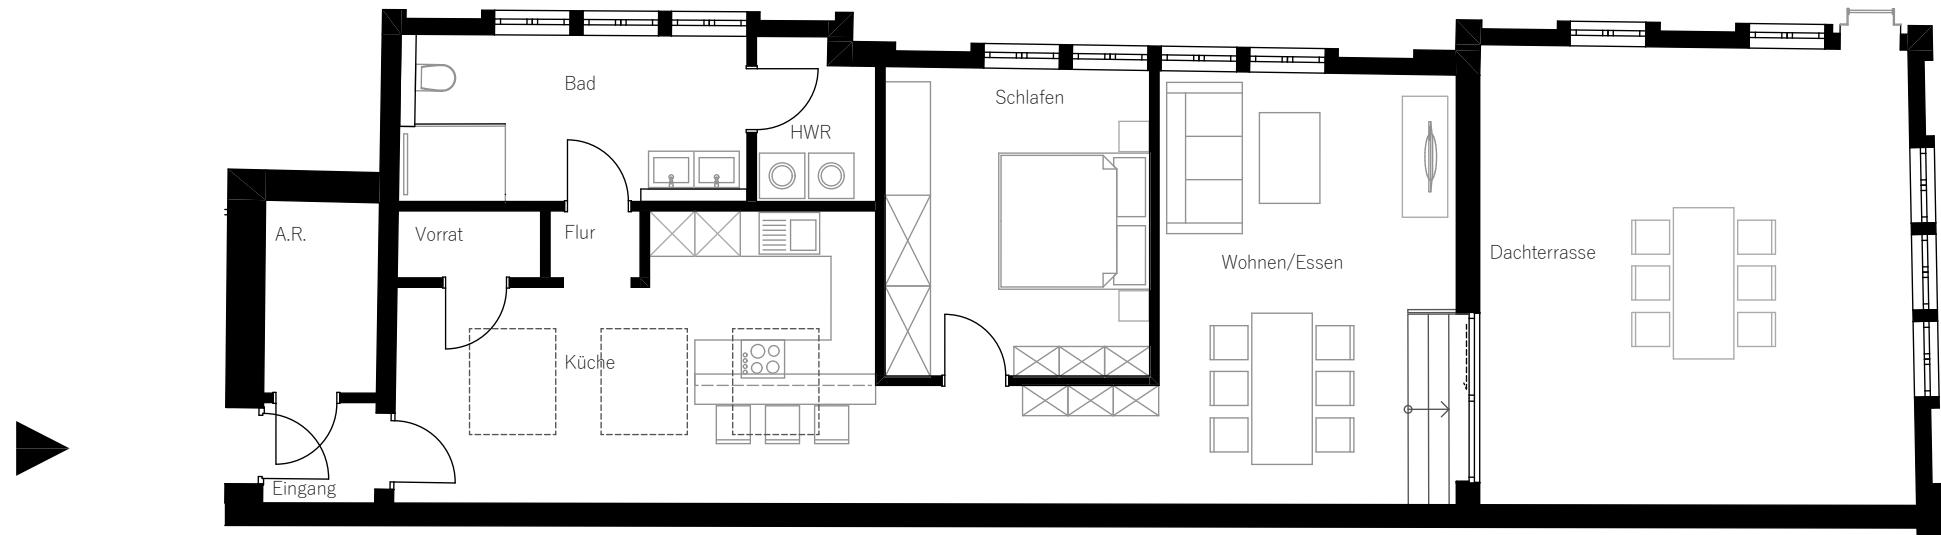 Bad
HWR
Schlafen
A.R.
Vorrat
Flur
Wohnen/Essen
Dachterrasse
Küche
Eingang